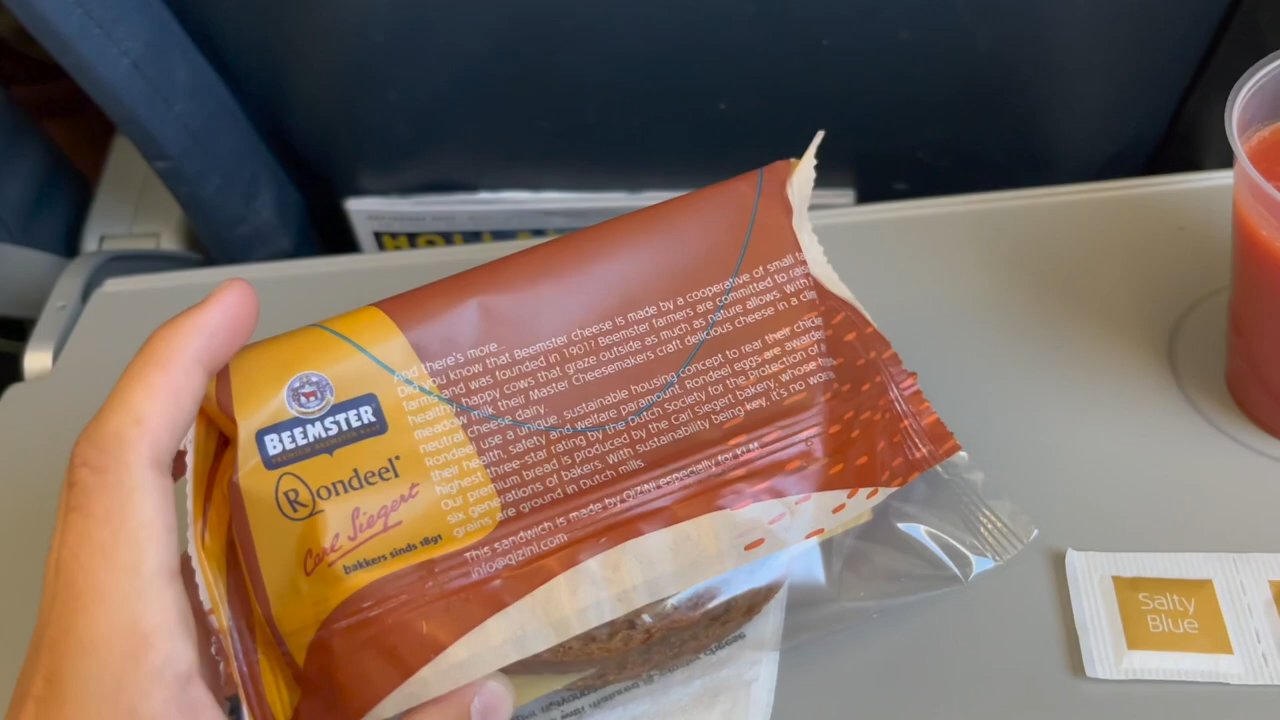 HOLLA
BEEMSTER
Rondeel
Carl Siegert
bakkers sinds 1891
And there's more...
Did you know that Beemster cheese is made by a cooperative of small
farms and was founded in 1901? Beemster farmers are committed to
healthy, happy cows that graze outside as much as nature allows. With
meadow milk, their Master Cheesemakers craft delicious cheese in a
neutral cheese dairy.
Rondeel use a unique, sustainable housing concept to rear their
their health, safety and welfare paramount. Rondeel eggs are
highest three-star rating by the Dutch Society for the protection of
Our premium bread is produced by the Carl Siegert bakery, whose
six generations of bakers. With sustainability being key, it's no
grains are ground in Dutch mills.
This sandwich is made by QiZiNi especially for KLM.
info@qizini.com
Salty
Blue